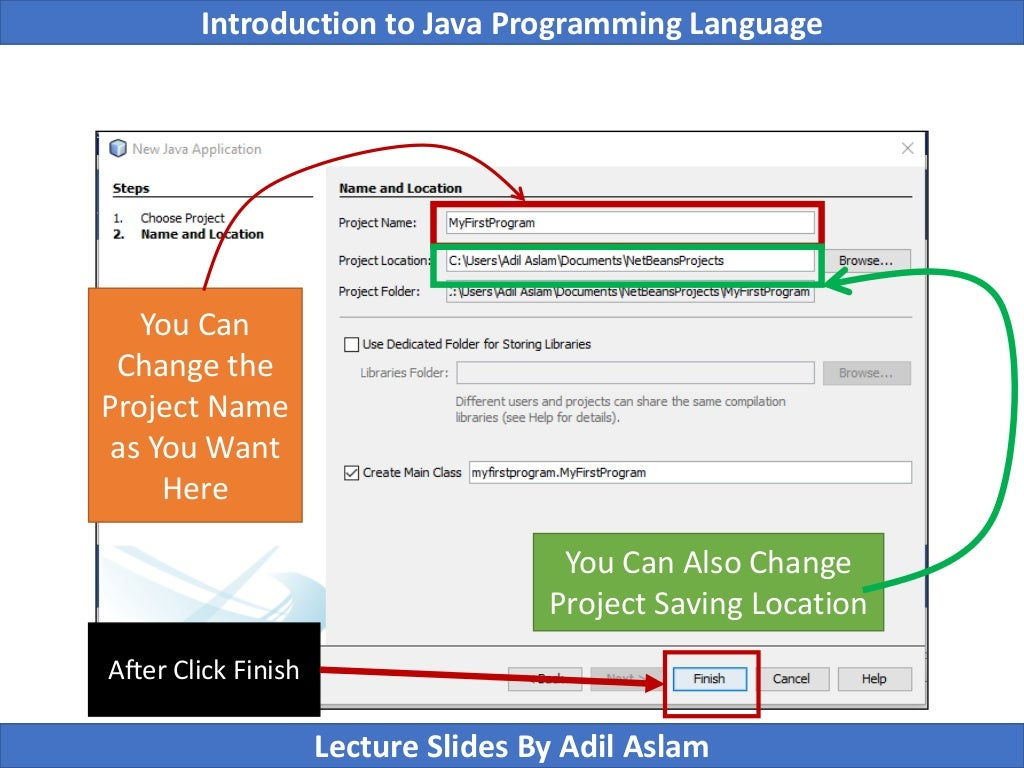 Introduction to Java Programming Language
New Java Application
Steps
1. Choose Project
2. Name and Location
Name and Location
Project Name: MyFirstProgram
Project Location: C:\Users\Adil Aslam\Documents\NetBeansProjects Browse...
Project Folder: .:\Users\Adil Aslam\Documents\NetBeansProjects\MyFirstProgram
Use Dedicated Folder for Storing Libraries
Libraries Folder: Browse...
Different users and projects can share the same compilation
libraries (see Help for details).
Create Main Class myfirstprogram.MyFirstProgram
You Can
Change the
Project Name
as You Want
Here
You Can Also Change
Project Saving Location
After Click Finish
< Back Next > Finish Cancel Help
Lecture Slides By Adil Aslam